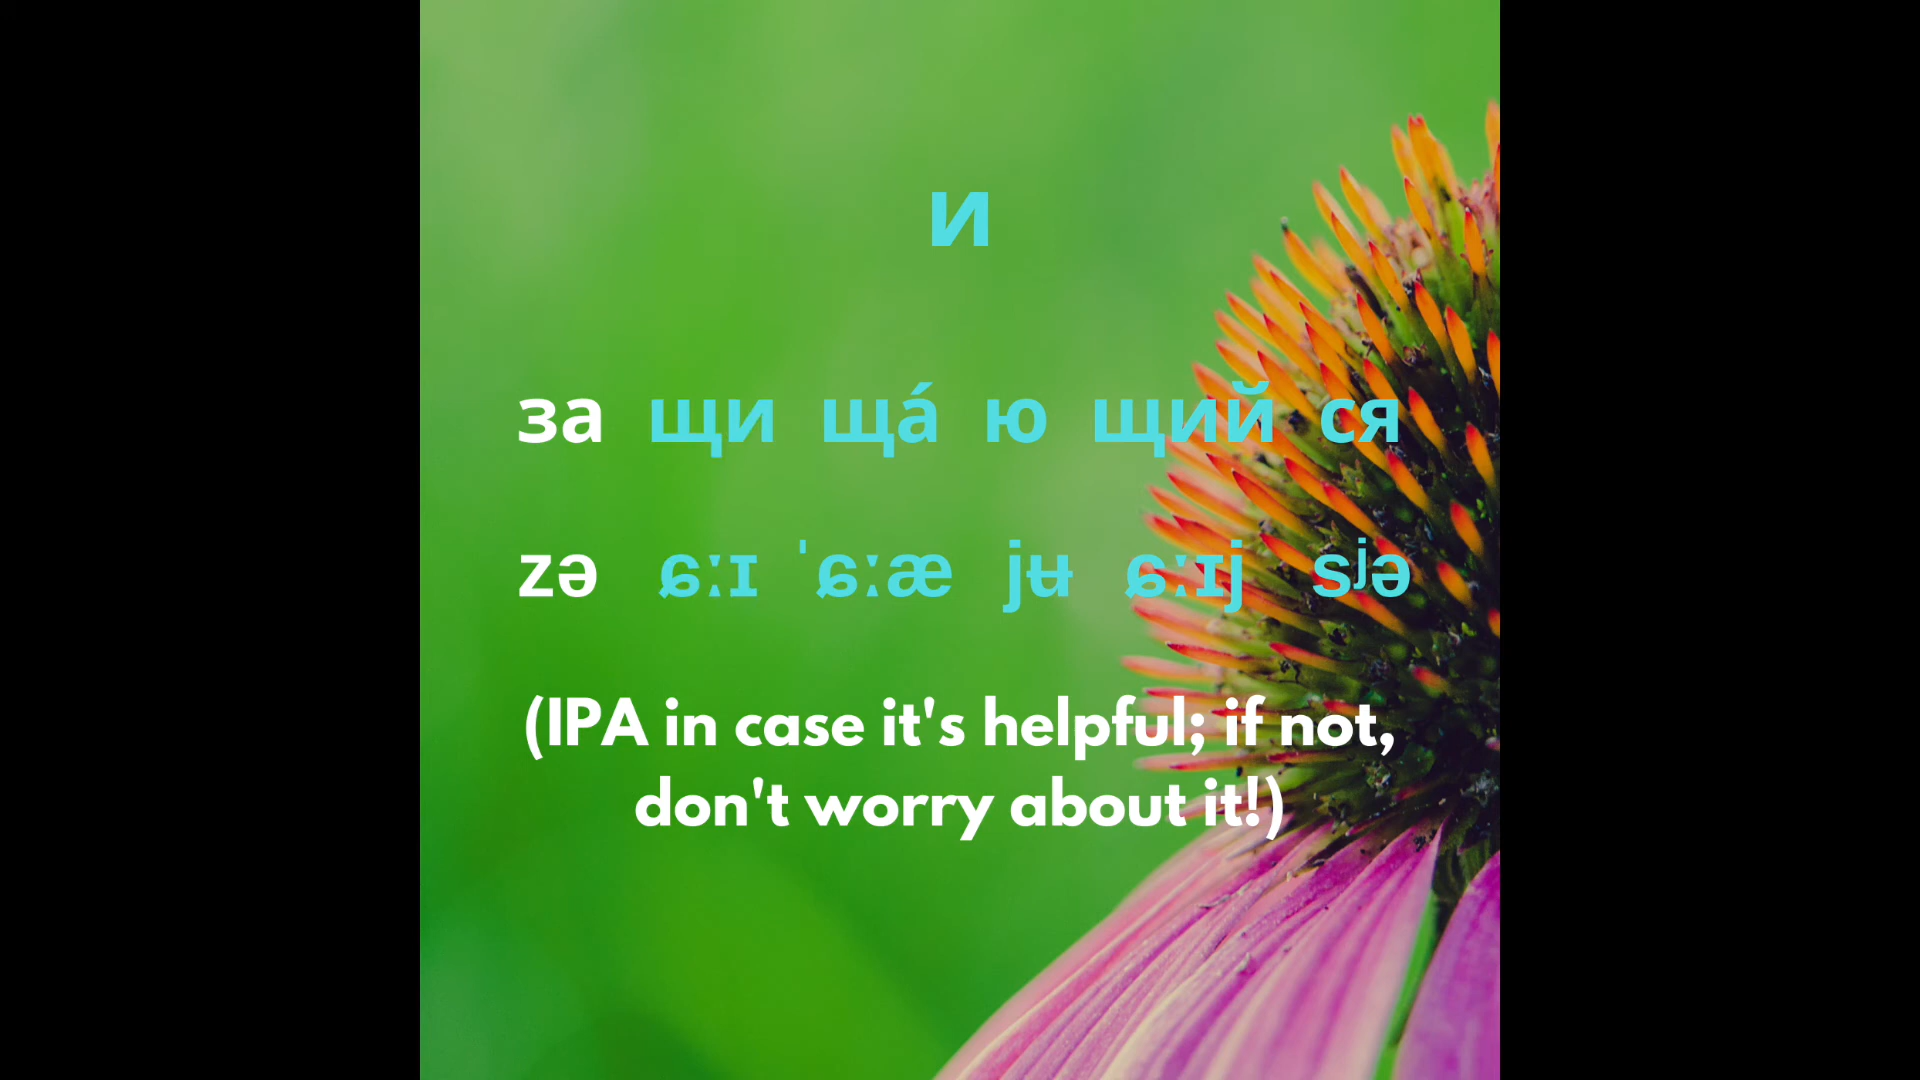 и
за щи ща́ ю щий ся
zə ɕːɪ ˈɕːæ jʉ ɕːɪj sʲə
(IPA in case it's helpful; if not,
don't worry about it!)